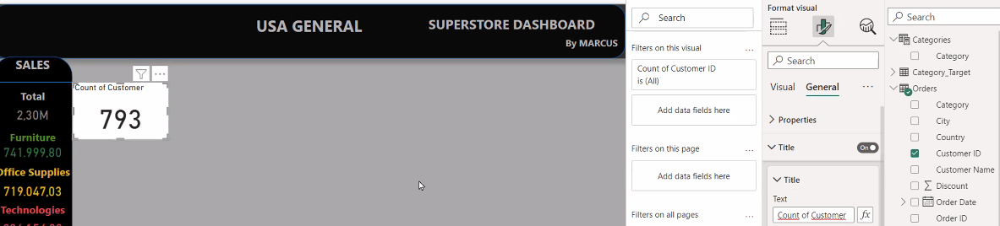 USA GENERAL
SUPERSTORE DASHBOARD
By MARCUS
SALES
Total
2,30M
Furniture
741.999,80
Office Supplies
719.047,03
Technologies
Count of Customer
793
Search
Filters on this visual
...
Count of Customer ID
is (All)
Add data fields here
Filters on this page
...
Add data fields here
Filters on all pages
...
Format visual
Search
Visual
General
...
Properties
Title
On
Title
Text
Count of Customer
fx
Search
Categories
Category
Category_Target
Orders
Category
City
Country
Customer ID
Customer Name
Discount
Order Date
Order ID